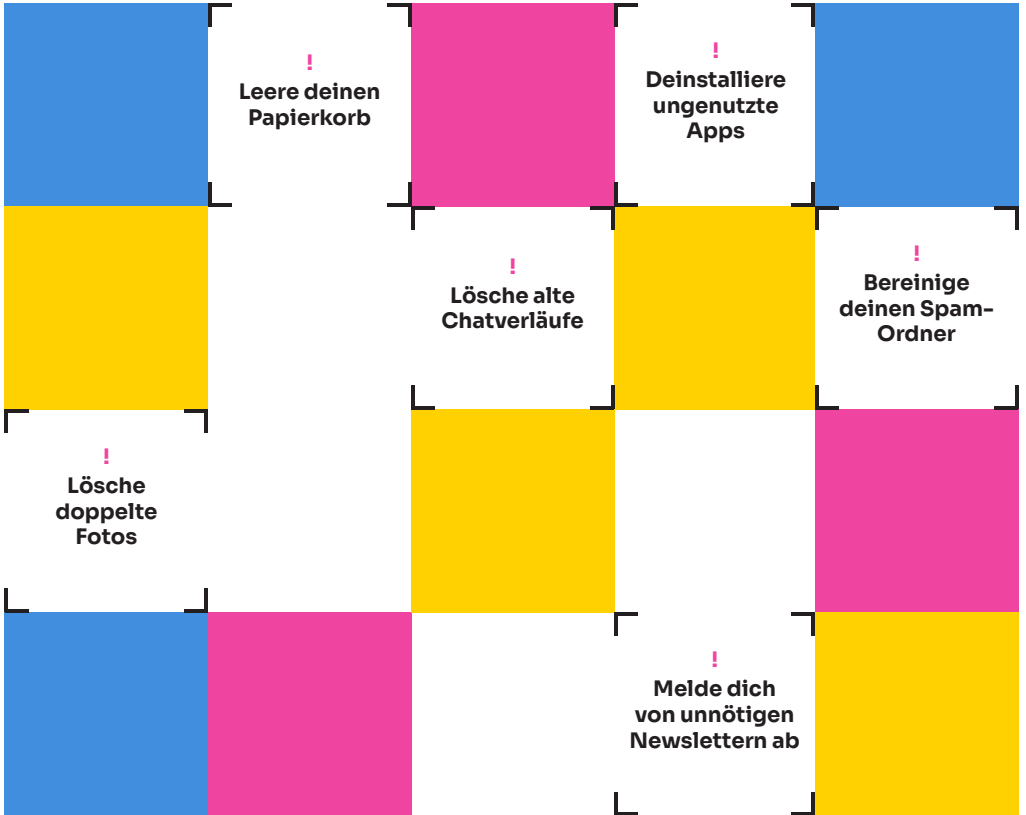 !
Leere deinen
Papierkorb
!
Deinstalliere
ungenutzte
Apps
!
Lösche alte
Chatverläufe
!
Bereinige
deinen Spam-
Ordner
!
Lösche
doppelte
Fotos
!
Melde dich
von unnötigen
Newslettern ab